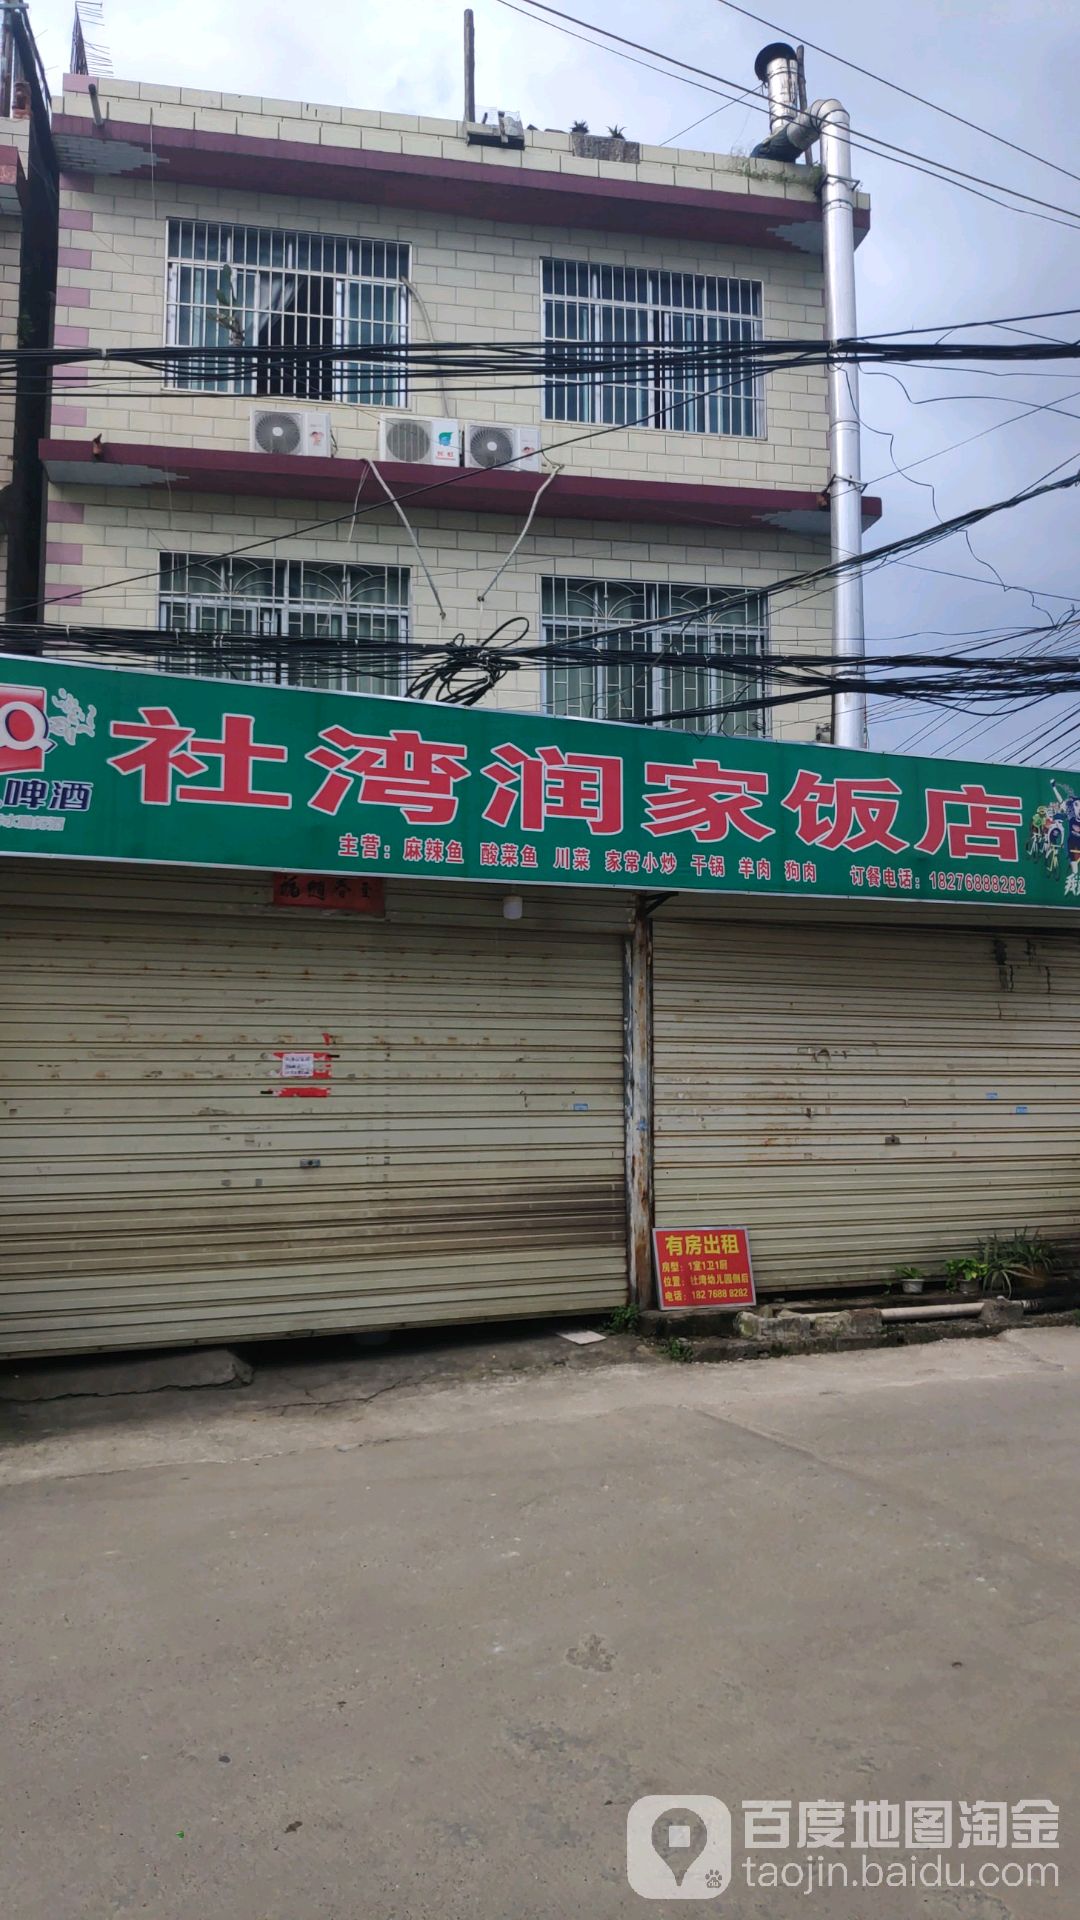 啤酒
社湾润家饭店
主营：麻辣鱼 酸菜鱼 川菜 家常小炒 干锅 羊肉 狗肉 订餐电话：18276888282
有房出租
房型：1室1卫1厨
位置：社湾幼儿园侧后
电话：182 7688 8282
百度地图淘金
taojin.baidu.com